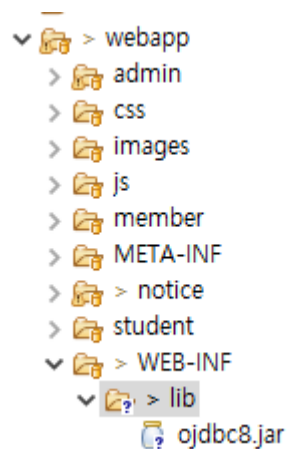 > webapp
admin
css
images
js
member
META-INF
> notice
student
> WEB-INF
> lib
ojdbc8.jar